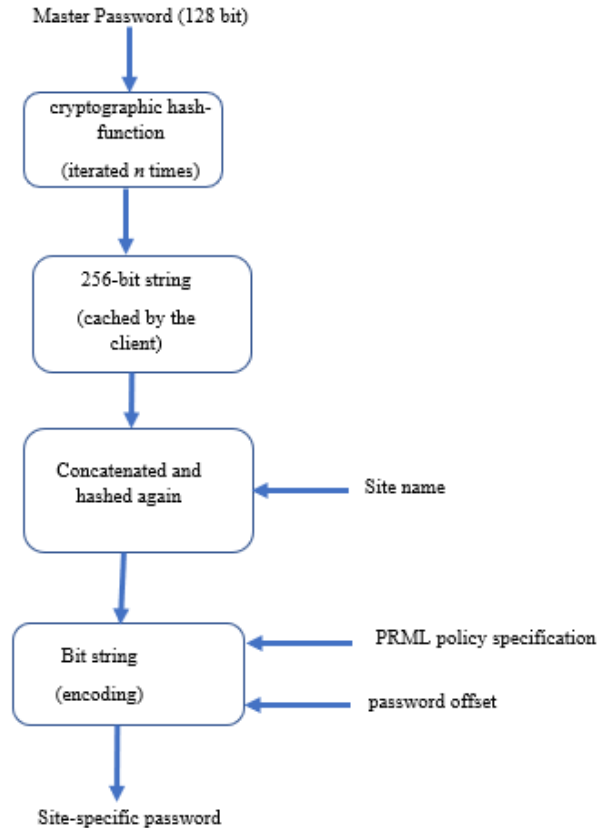 Master Password (128 bit)
cryptographic hash-
function
(iterated n times)
256-bit string
(cached by the
client)
Concatenated and
hashed again
Site name
Bit string
(encoding)
PRML policy specification
password offset
Site-specific password